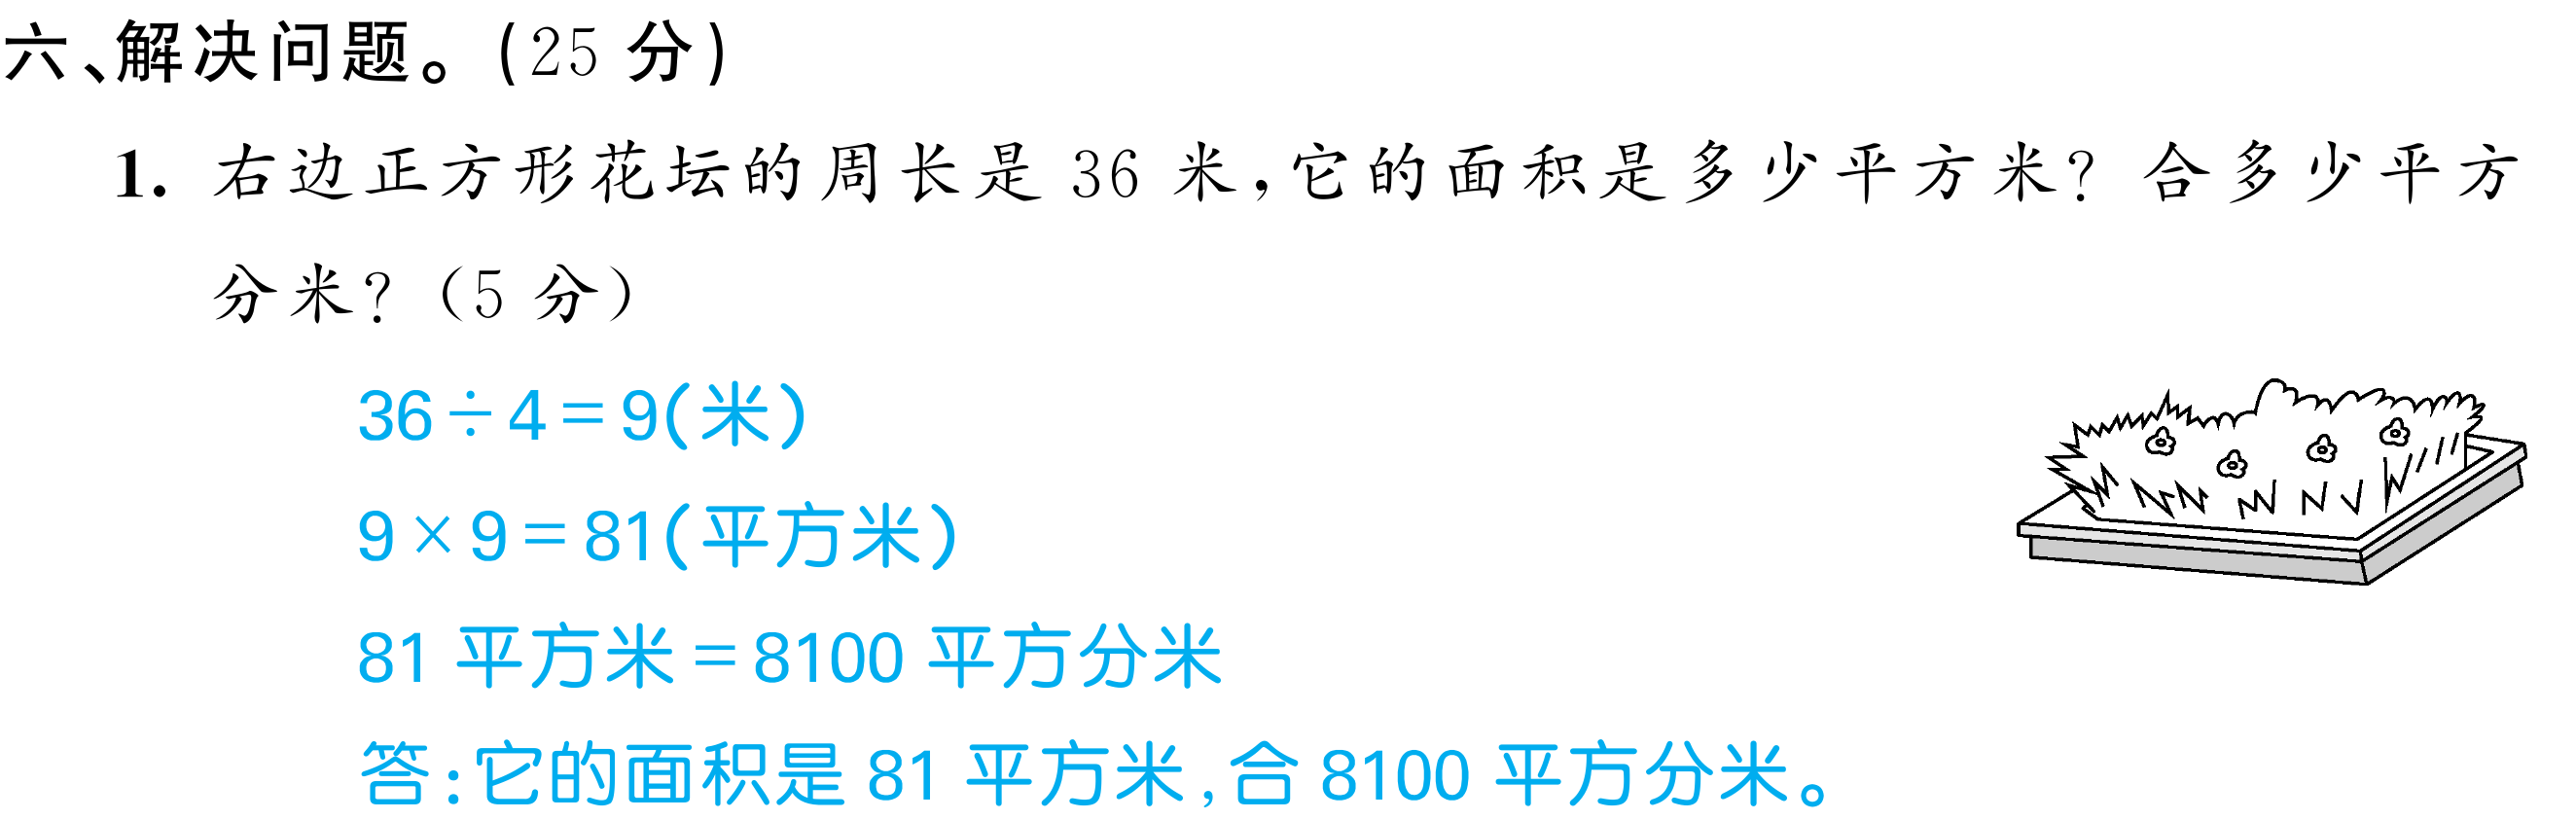 六、解决问题。(25 分)
1. 右边正方形花坛的周长是 36 米,它的面积是多少平方米? 合多少平方
分米?(5 分)
36÷4=9(米)
9×9=81(平方米)
81 平方米=8100 平方分米
答:它的面积是 81 平方米,合 8100 平方分米。